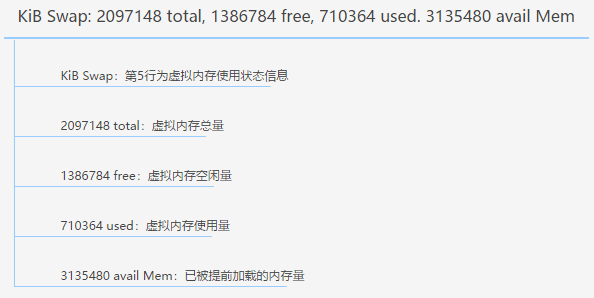 KiB Swap: 2097148 total, 1386784 free, 710364 used. 3135480 avail Mem
KiB Swap：第5行为虚拟内存使用状态信息
2097148 total：虚拟内存总量
1386784 free：虚拟内存空闲量
710364 used：虚拟内存使用量
3135480 avail Mem：已被提前加载的内存量